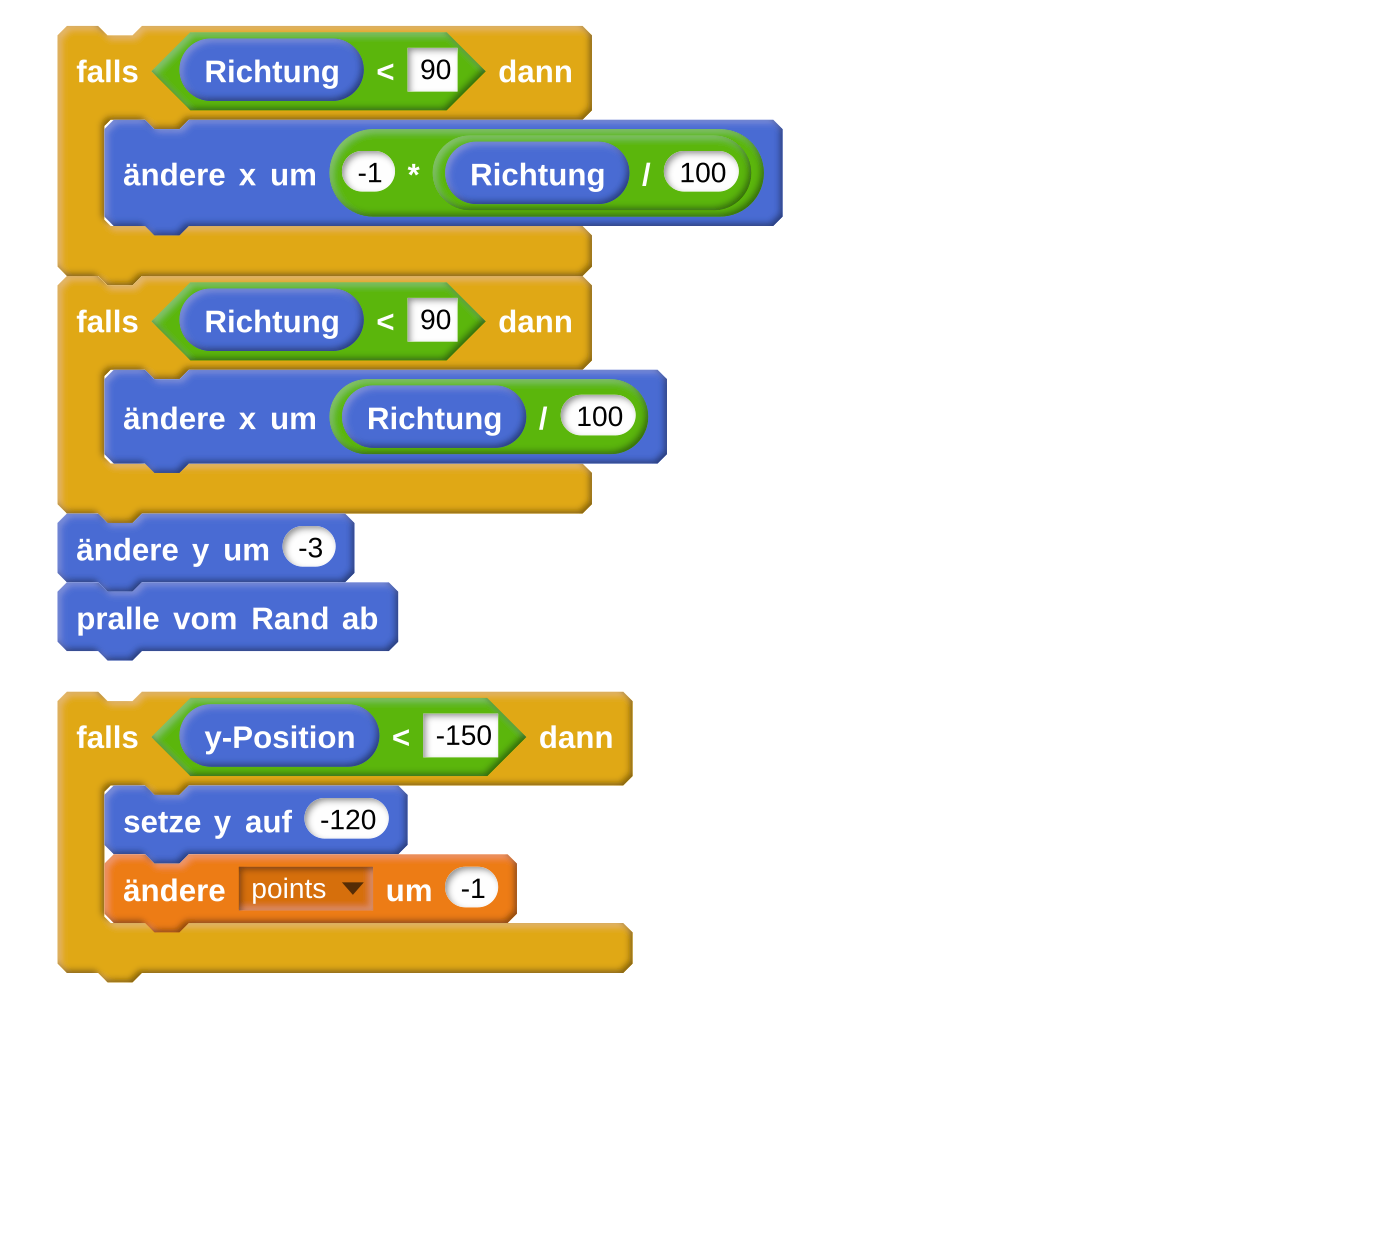 falls Richtung < 90 dann
ändere x um -1 * Richtung / 100
falls Richtung < 90 dann
ändere x um Richtung / 100
ändere y um -3
pralle vom Rand ab
falls y-Position < -150 dann
setze y auf -120
ändere points um -1